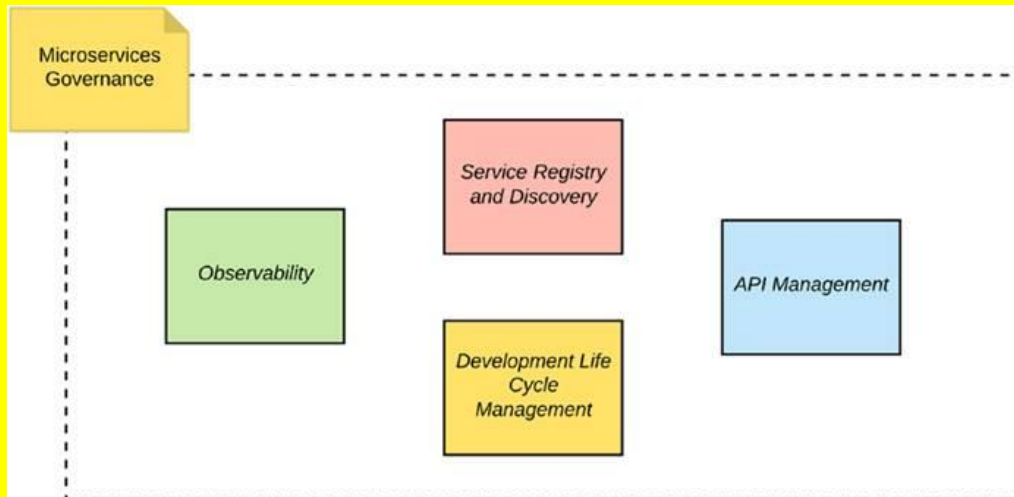 Microservices
Governance
Service Registry
and Discovery
Observability
API Management
Development Life
Cycle
Management